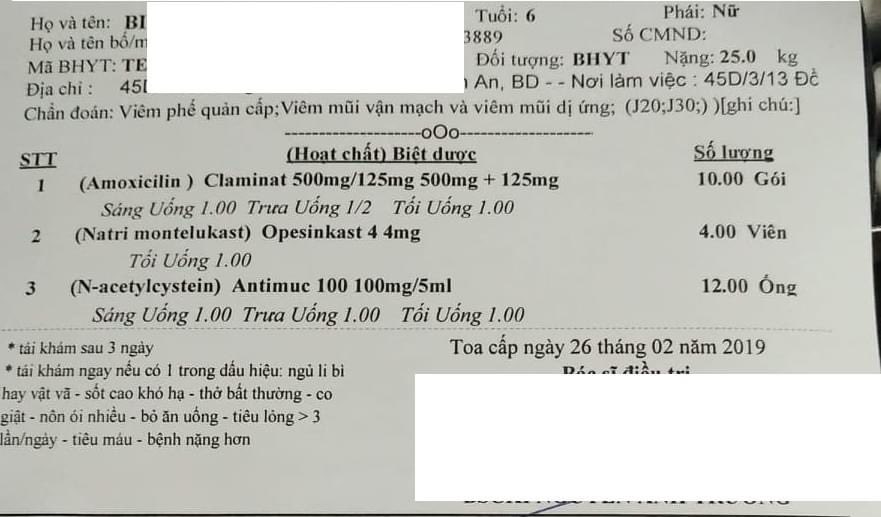 Họ và tên: BI
Tuổi: 6 Phái: Nữ
Họ và tên bố/m 3889 Số CMND:
Mã BHYT: TE Đối tượng: BHYT Nặng: 25.0 kg
Địa chỉ : 45 An, BD - - Nơi làm việc : 45D/3/13 Đề
Chẩn đoán: Viêm phế quản cấp;Viêm mũi vận mạch và viêm mũi dị ứng; (J20;J30;) )[ghi chú:]
--------------------oOo--------------------
STT (Hoạt chất) Biệt dược Số lượng
1 (Amoxicilin ) Claminat 500mg/125mg 500mg + 125mg 10.00 Gói
Sáng Uống 1.00 Trưa Uống 1/2 Tối Uống 1.00
2 (Natri montelukast) Opesinkast 4 4mg 4.00 Viên
Tối Uống 1.00
3 (N-acetylcystein) Antimuc 100 100mg/5ml 12.00 Ống
Sáng Uống 1.00 Trưa Uống 1.00 Tối Uống 1.00
* tái khám sau 3 ngày
Toa cấp ngày 26 tháng 02 năm 2019
* tái khám ngay nếu có 1 trong dấu hiệu: ngủ li bì
hay vật vã - sốt cao khó hạ - thở bất thường - co
giật - nôn ói nhiều - bỏ ăn uống - tiêu lỏng > 3
lần/ngày - tiêu máu - bệnh nặng hơn
Bác sĩ điều trị